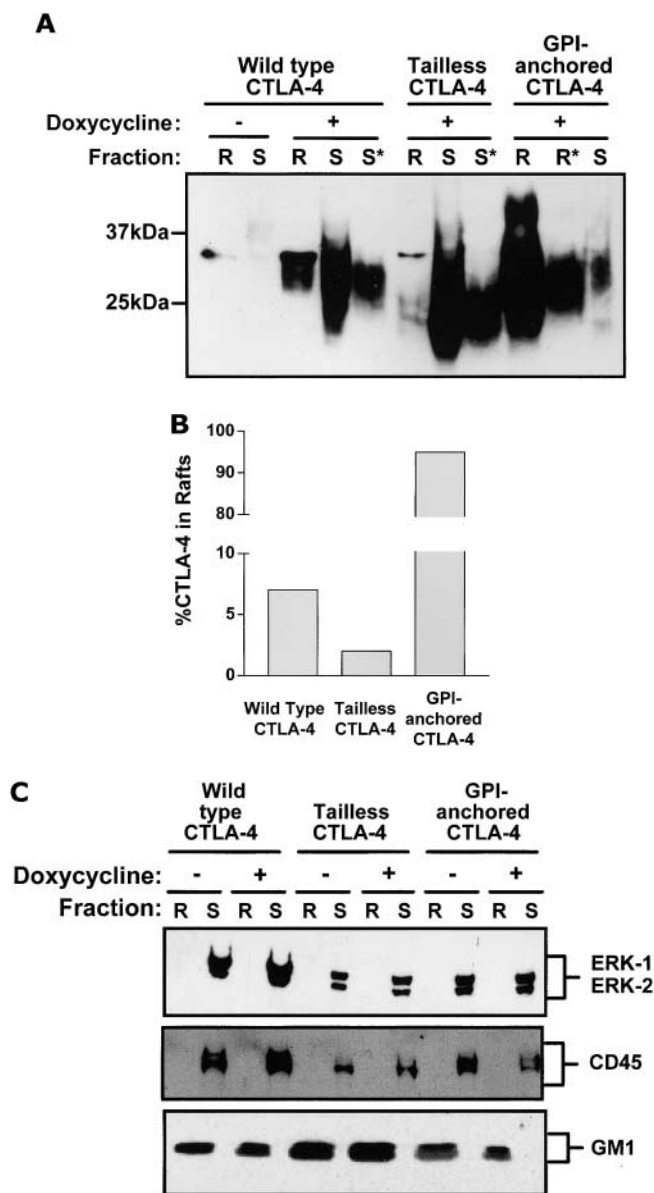 A
Wild type CTLA-4
Tailless CTLA-4
GPI-anchored CTLA-4
Doxycycline: - + + +
Fraction: R S R S S* R S S* R R* S
37kDa
25kDa
B
%CTLA-4 in Rafts
100
90
80
10
5
0
Wild Type CTLA-4
Tailless CTLA-4
GPI-anchored CTLA-4
C
Wild type CTLA-4
Tailless CTLA-4
GPI-anchored CTLA-4
Doxycycline: - + - + - +
Fraction: R S R S R S R S R S R S
ERK-1
ERK-2
CD45
GM1